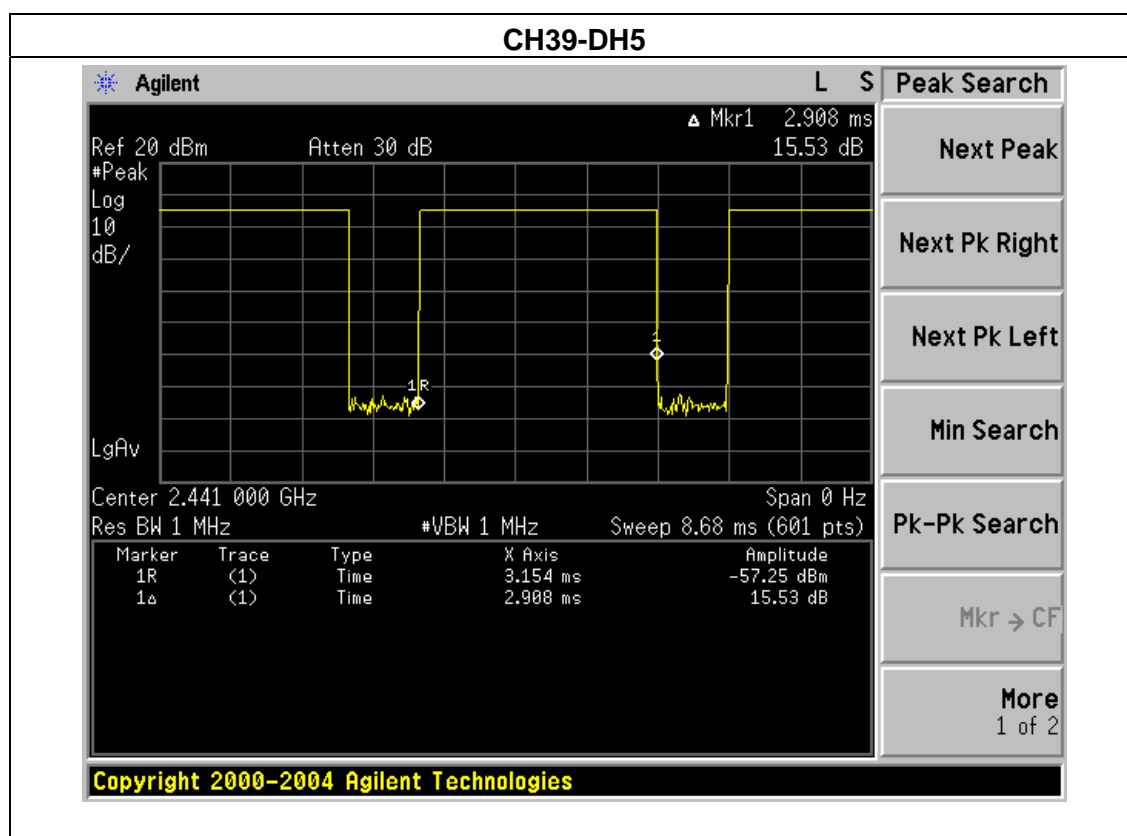 CH39-DH5
Agilent L S Peak Search
Δ Mkr1 2.908 ms
Ref 20 dBm Atten 30 dB 15.53 dB
#Peak
Log
10
dB/
1
1R
LgAv
Center 2.441 000 GHz Span 0 Hz
Res BW 1 MHz #VBW 1 MHz Sweep 8.68 ms (601 pts)
Marker Trace Type X Axis Amplitude
1R (1) Time 3.154 ms -57.25 dBm
1Δ (1) Time 2.908 ms 15.53 dB
Next Peak
Next Pk Right
Next Pk Left
Min Search
Pk-Pk Search
Mkr → CF
More
1 of 2
Copyright 2000-2004 Agilent Technologies